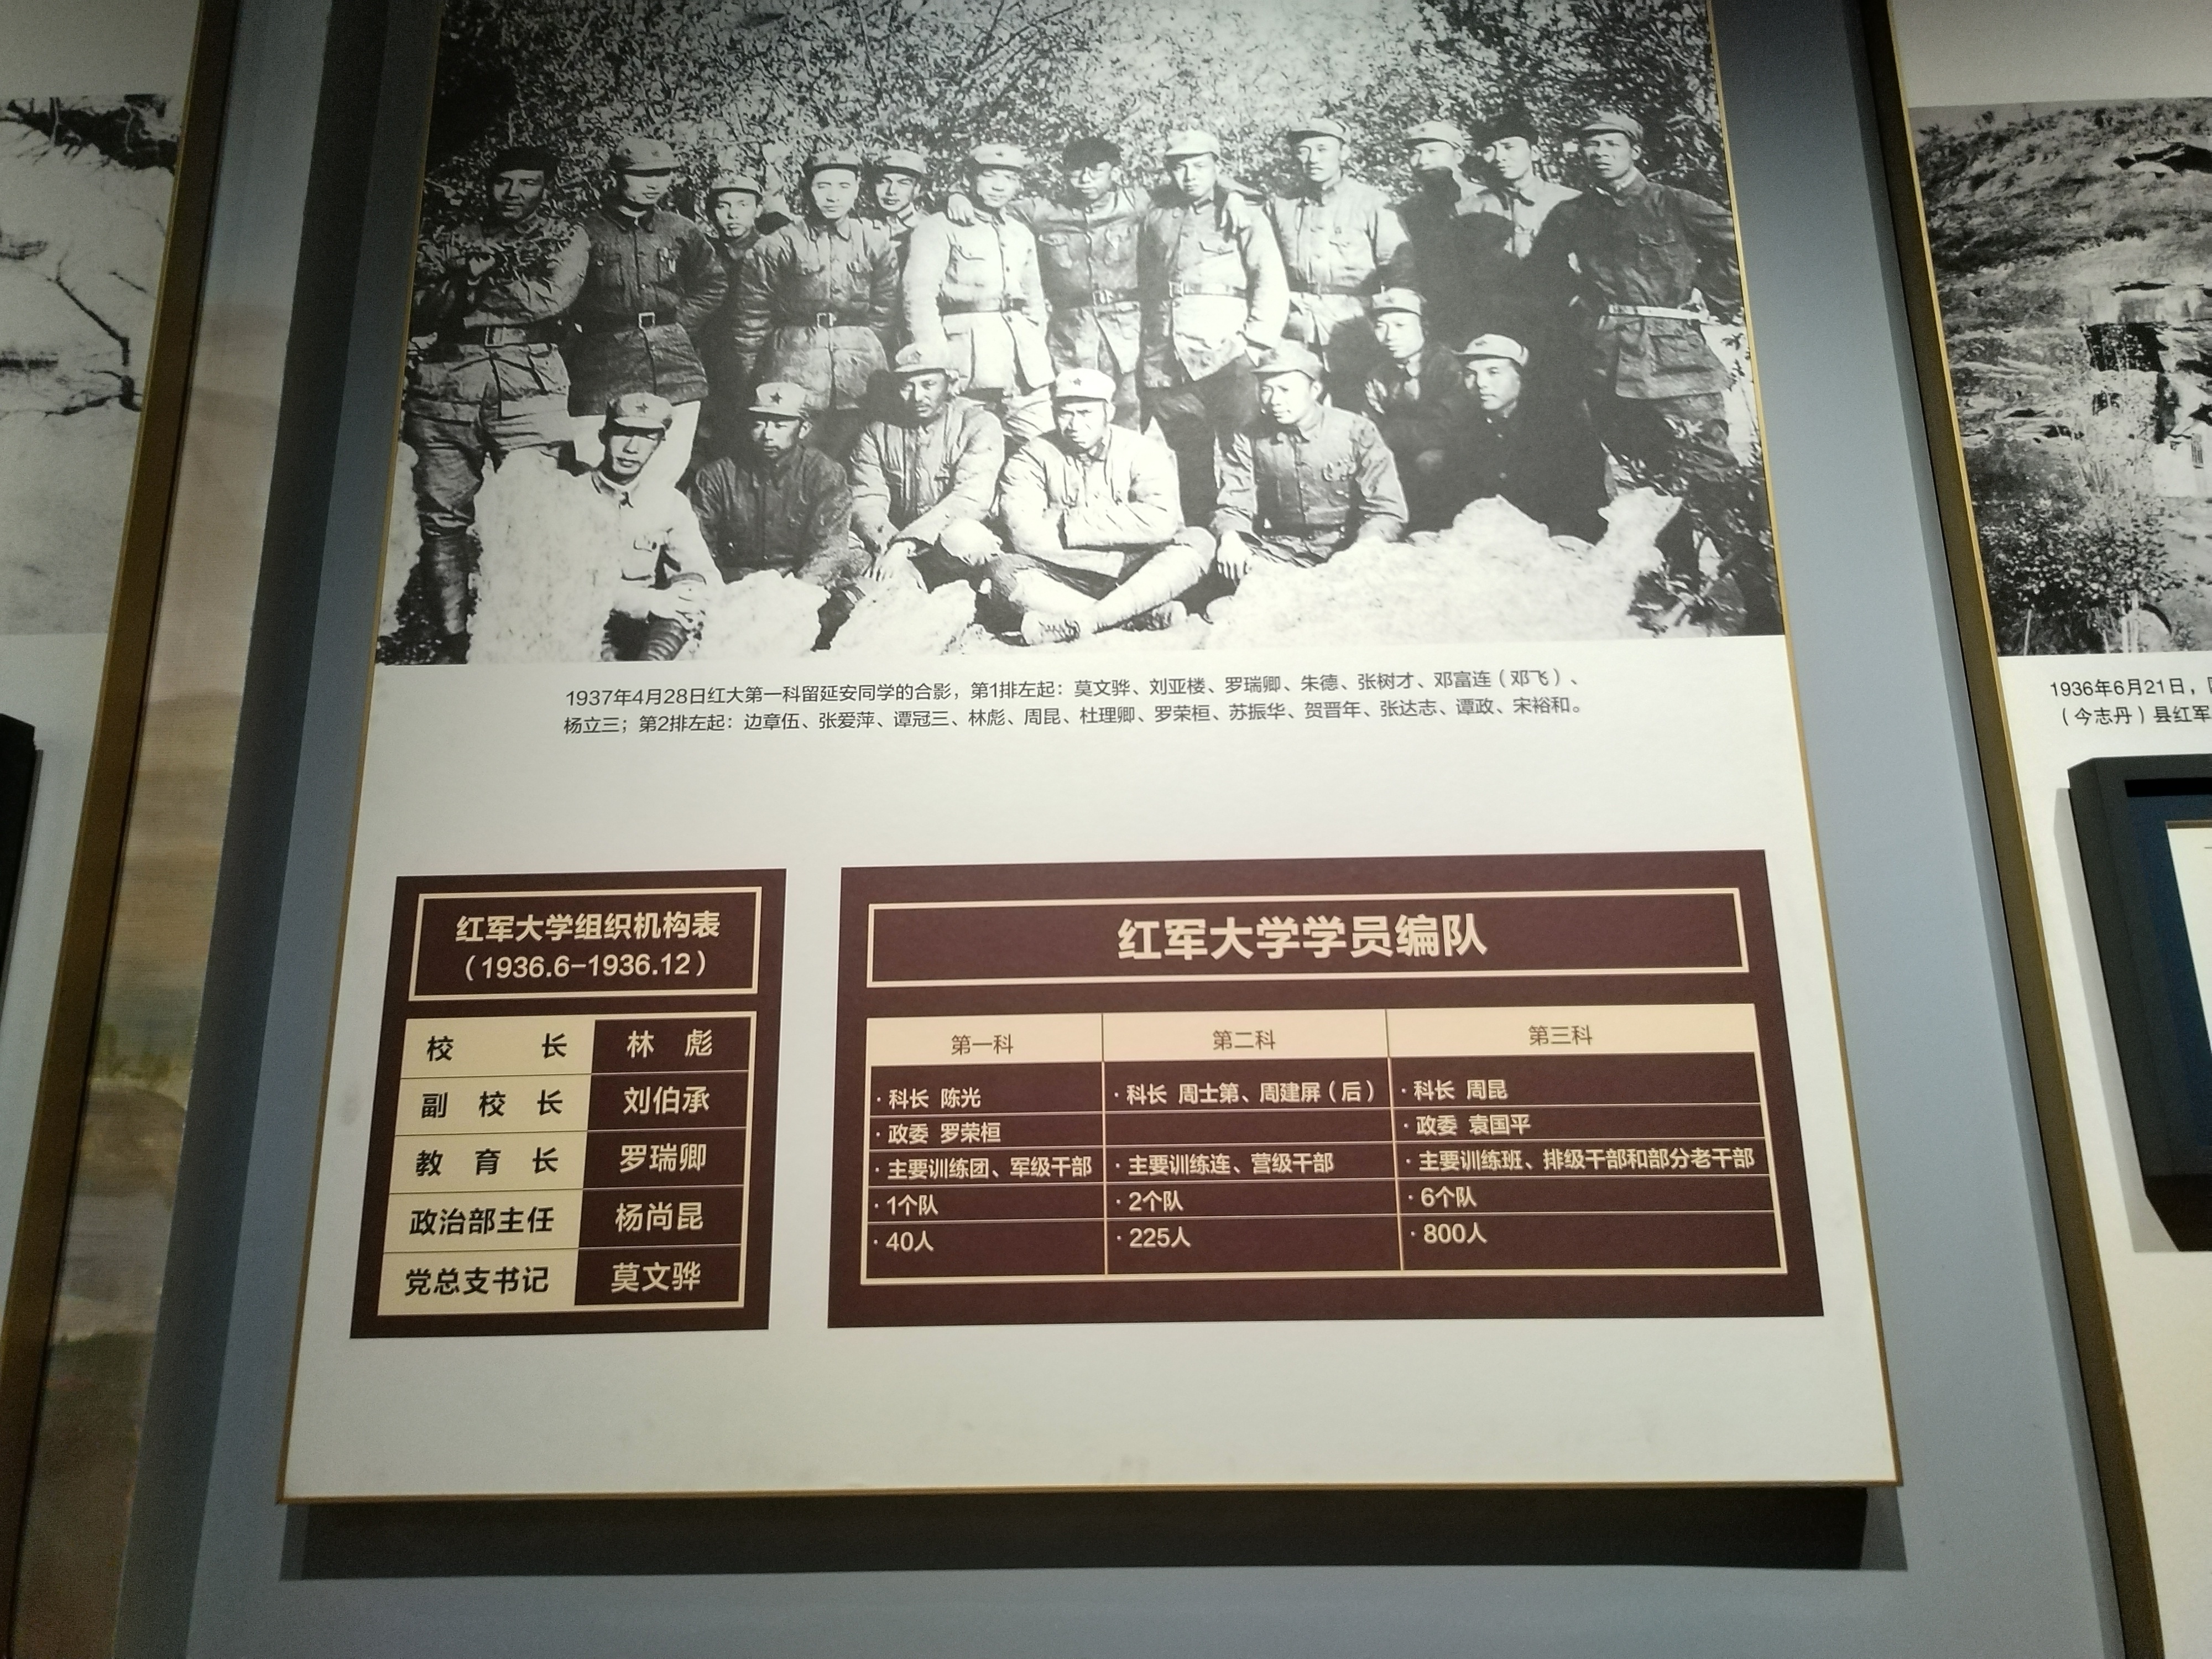 1937年4月28日红大第一科留延安同学的合影，第1排左起：莫文骅、刘亚楼、罗瑞卿、朱德、张树才、邓富连（邓飞）、
杨立三；第2排左起：边章伍、张爱萍、谭冠三、林彪、周昆、杜理卿、罗荣桓、苏振华、贺晋年、张达志、谭政、宋裕和。
1936年6月21日，
（今志丹）县红军
红军大学组织机构表
（1936.6-1936.12）
校长 林彪
副校长 刘伯承
教育长 罗瑞卿
政治部主任 杨尚昆
党总支书记 莫文骅
红军大学学员编队
第一科 第二科 第三科
·科长 陈光 ·科长 周士第、周建屏（后） ·科长 周昆
·政委 罗荣桓 ·政委 袁国平
·主要训练团、军级干部 ·主要训练连、营级干部 ·主要训练班、排级干部和部分老干部
·1个队 ·2个队 ·6个队
·40人 ·225人 ·800人